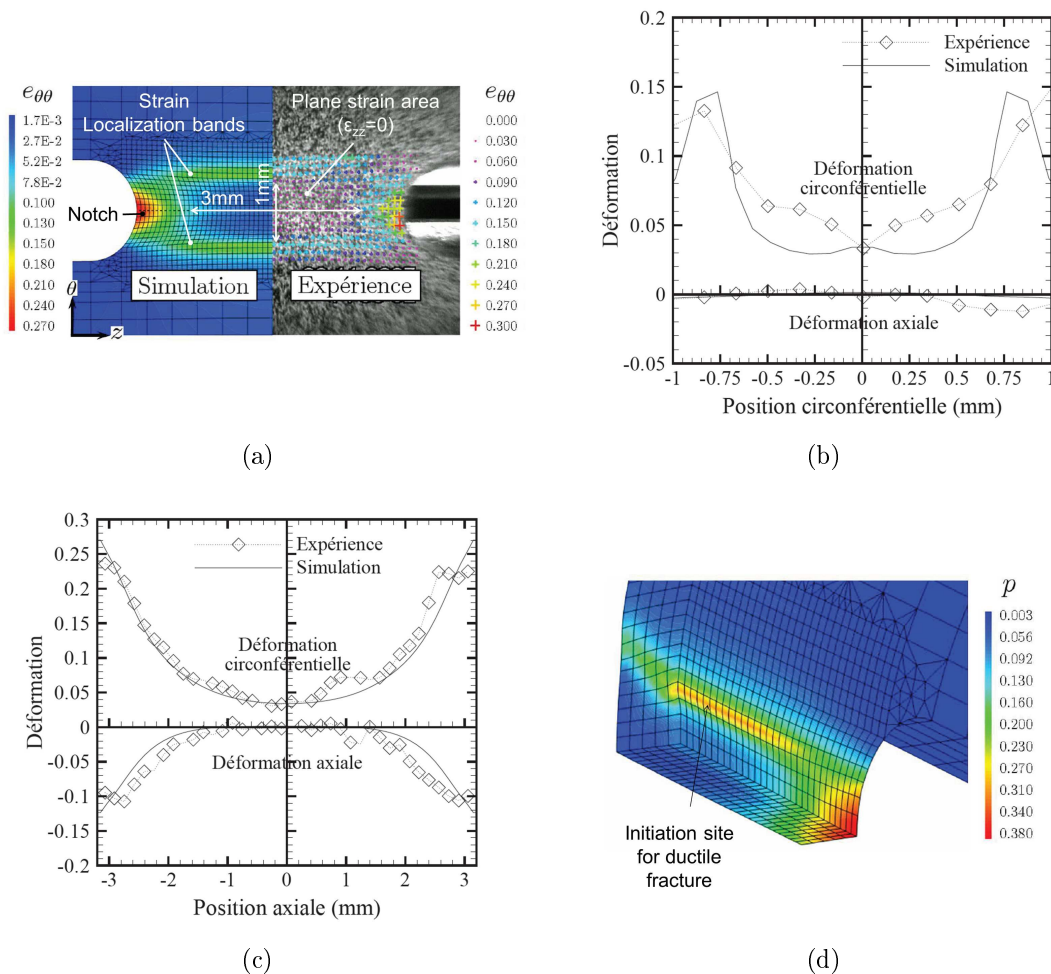 e_θθ
1.7E-3
2.7E-2
5.2E-2
7.8E-2
0.100
0.130
0.150
0.180
0.210
0.240
0.270
Strain
Localization bands
Plane strain area
(ε_zz=0)
3mm
1mm
Notch
Simulation
Expérience
θ
z
e_θθ
0.000
0.030
0.060
0.090
0.120
0.150
0.180
0.210
0.240
0.270
0.300
(a)
0.2
0.15
0.1
0.05
0
-0.05
Déformation
Expérience
Simulation
Déformation
circonférentielle
Déformation axiale
-1 -0.75 -0.5 -0.25 0 0.25 0.5 0.75 1
Position circonférentielle (mm)
(b)
0.3
0.25
0.2
0.15
0.1
0.05
0
-0.05
-0.1
-0.15
-0.2
Déformation
Expérience
Simulation
Déformation
circonférentielle
Déformation axiale
-3 -2 -1 0 1 2 3
Position axiale (mm)
(c)
p
0.003
0.056
0.092
0.130
0.160
0.200
0.230
0.270
0.310
0.340
0.380
Initiation site
for ductile
fracture
(d)